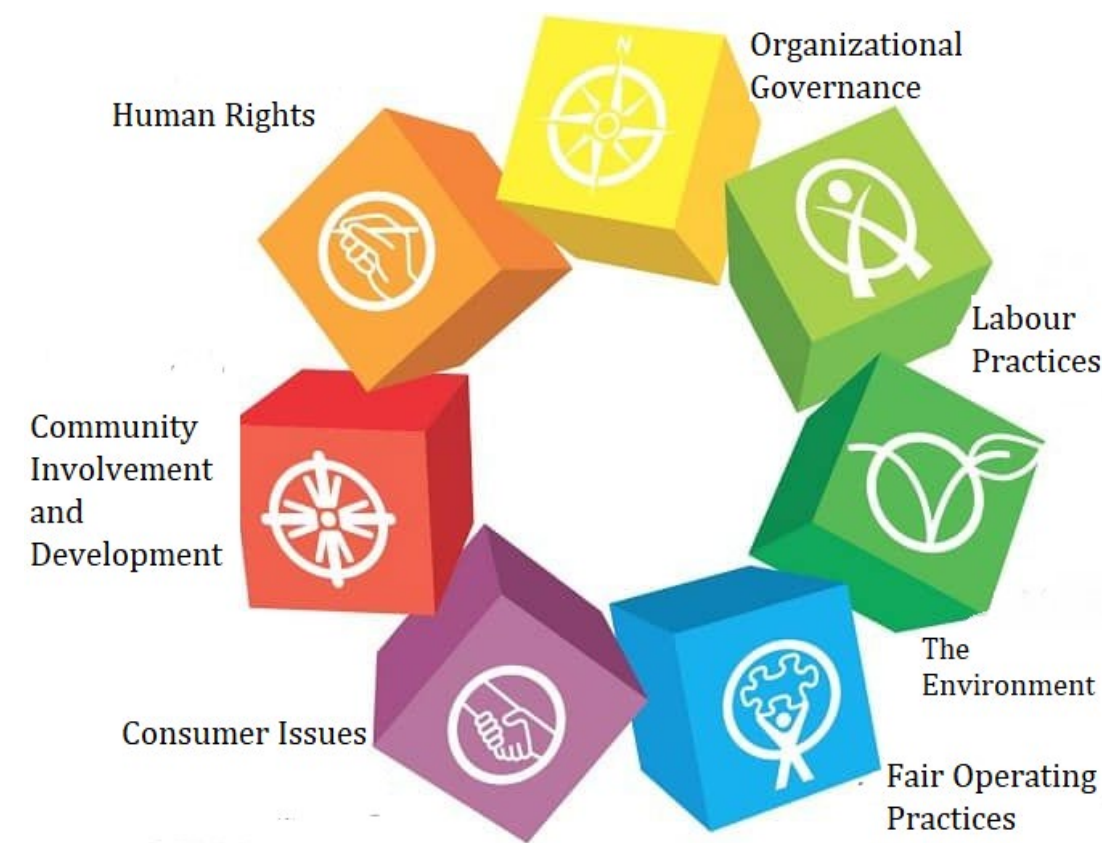 N
Organizational
Governance
Human Rights
Labour
Practices
Community
Involvement
and
Development
The
Environment
Consumer Issues
Fair Operating
Practices